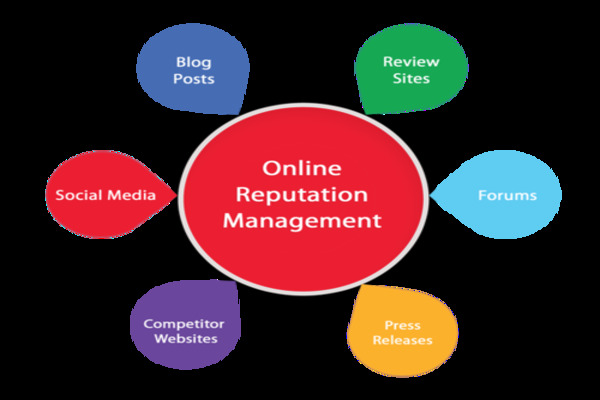 Blog
Posts
Review
Sites
Social Media
Online
Reputation
Management
Forums
Competitor
Websites
Press
Releases